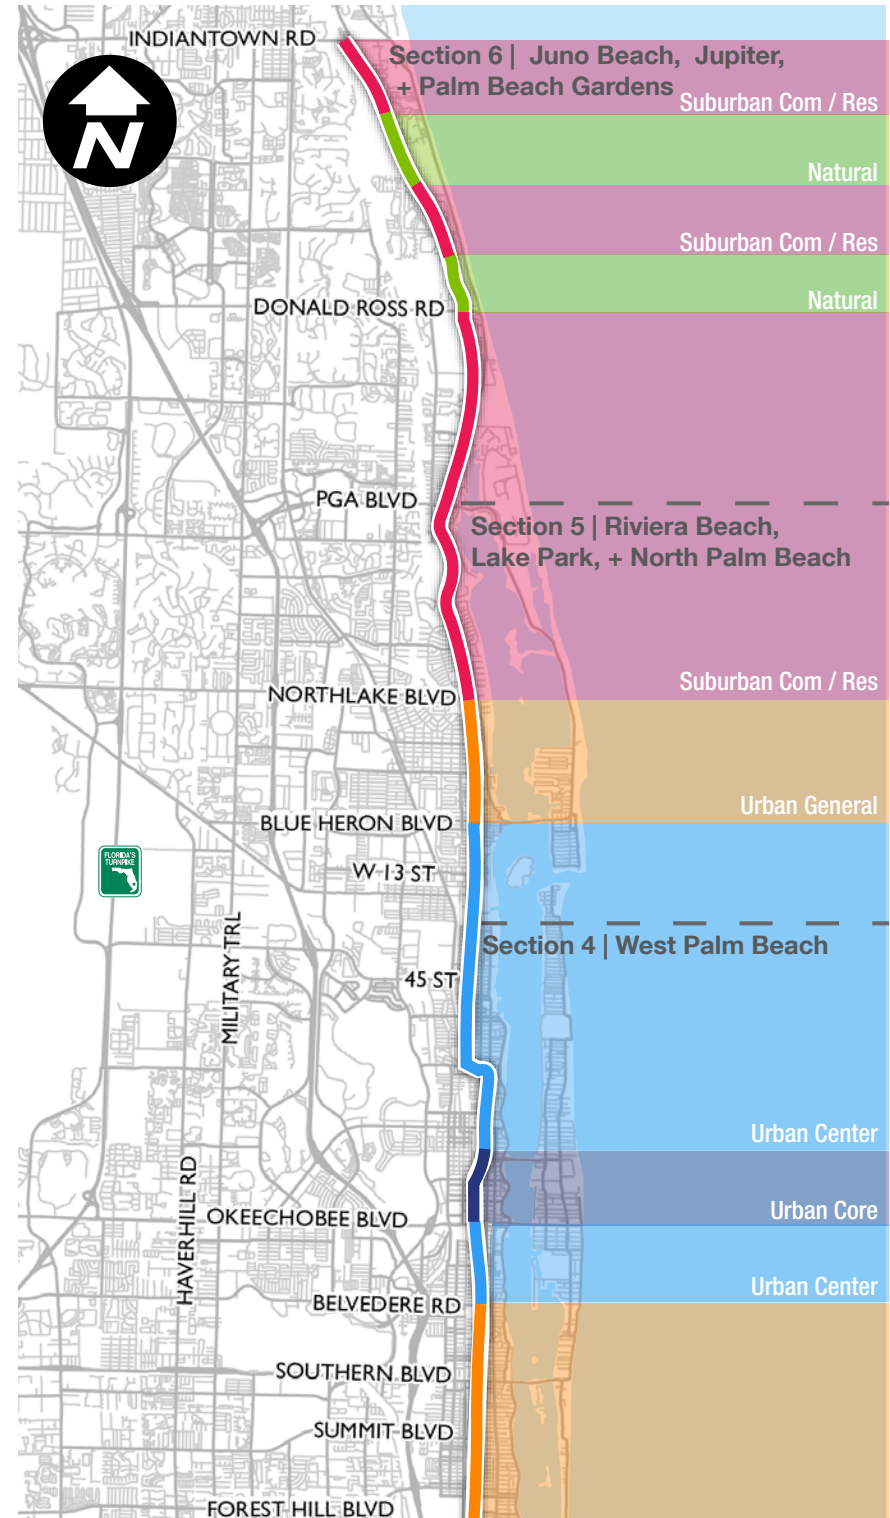 INDIANTOWN RD
Section 6 | Juno Beach, Jupiter,
+ Palm Beach Gardens
Suburban Com / Res
N
Natural
Suburban Com / Res
Natural
DONALD ROSS RD
PGA BLVD
Section 5 | Riviera Beach,
Lake Park, + North Palm Beach
Suburban Com / Res
NORTHLAKE BLVD
Urban General
BLUE HERON BLVD
FLORIDA'S
TURNPIKE
W 13 ST
MILITARY TRL
Section 4 | West Palm Beach
45 ST
Urban Center
HAVERHILL RD
Urban Core
OKEECHOBEE BLVD
Urban Center
BELVEDERE RD
SOUTHERN BLVD
SUMMIT BLVD
FOREST HILL BLVD